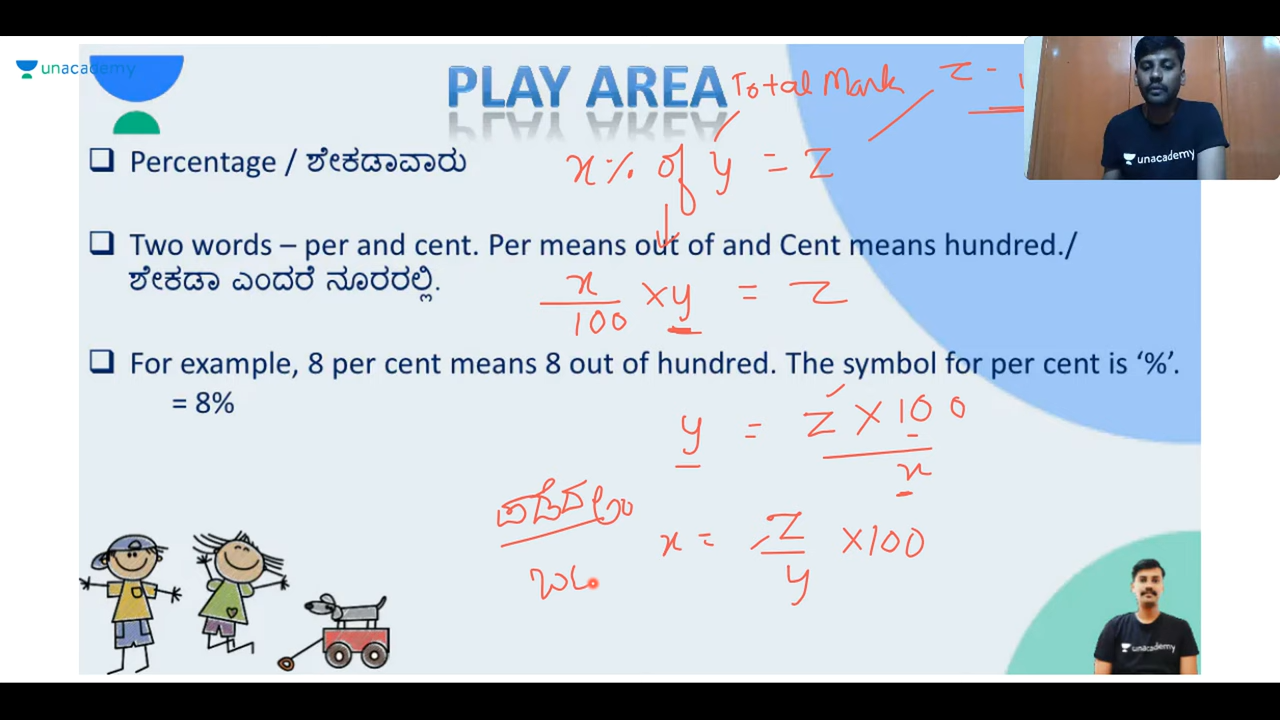 unacademy
PLAY AREA
Total Mark
z -
unacademy
Percentage / ಶೇಕಡಾವಾರು
x% of y = z
Two words – per and cent. Per means out of and Cent means hundred./
ಶೇಕಡಾ ಎಂದರೆ ನೂರರಲ್ಲಿ.
x/100 × y = z
For example, 8 per cent means 8 out of hundred. The symbol for per cent is ‘%’.
= 8%
y = z × 100 / x
x = z/y × 100
unacademy